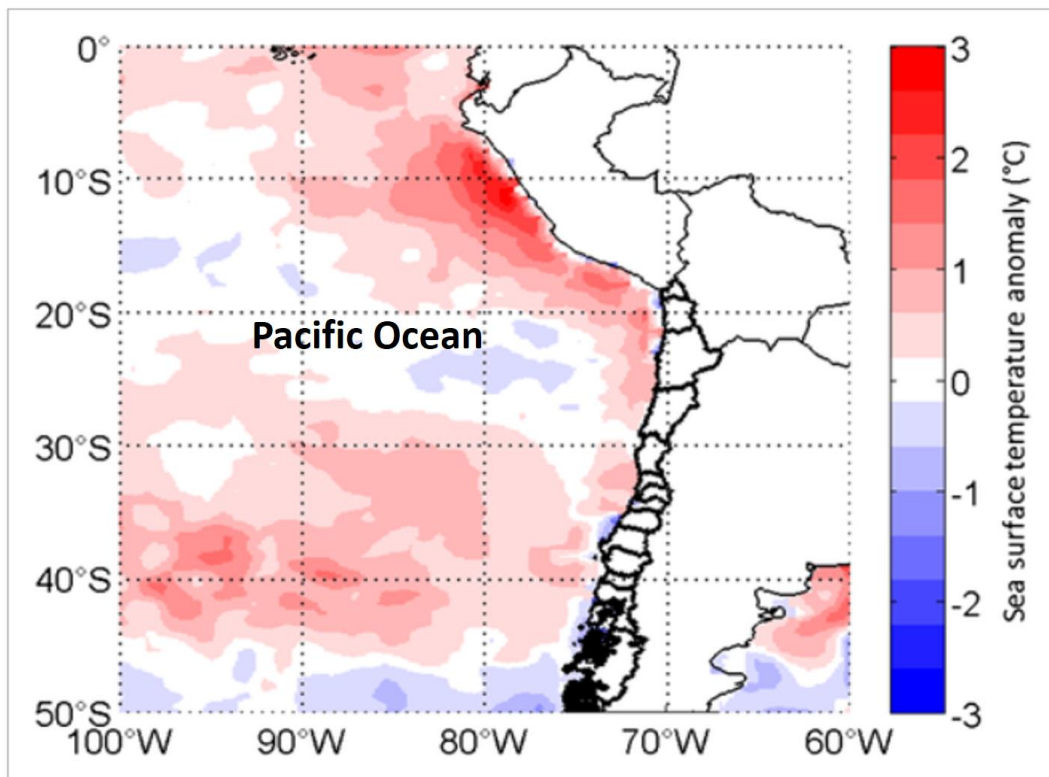 0°
10°S
20°S
30°S
40°S
50°S
100°W 90°W 80°W 70°W 60°W
Pacific Ocean
3
2
1
0
-1
-2
-3
Sea surface temperature anomaly (°C)